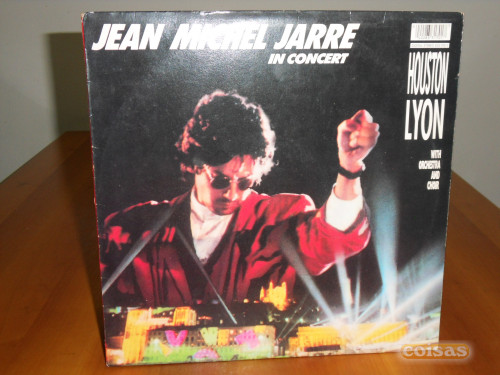 JEAN MICHEL JARRE
IN CONCERT
HOUSTON
LYON
WITH
ORCHESTRA
AND
CHOIR
coisas